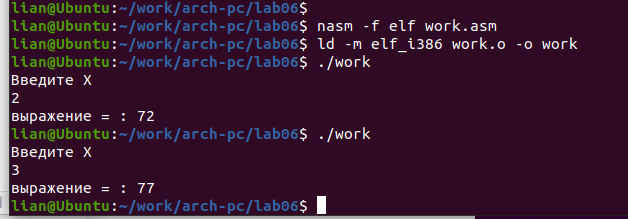 lian@Ubuntu:~/work/arch-pc/lab06$
lian@Ubuntu:~/work/arch-pc/lab06$ nasm -f elf work.asm
lian@Ubuntu:~/work/arch-pc/lab06$ ld -m elf_i386 work.o -o work
lian@Ubuntu:~/work/arch-pc/lab06$ ./work
Введите X
2
выражение = : 72
lian@Ubuntu:~/work/arch-pc/lab06$ ./work
Введите X
3
выражение = : 77
lian@Ubuntu:~/work/arch-pc/lab06$